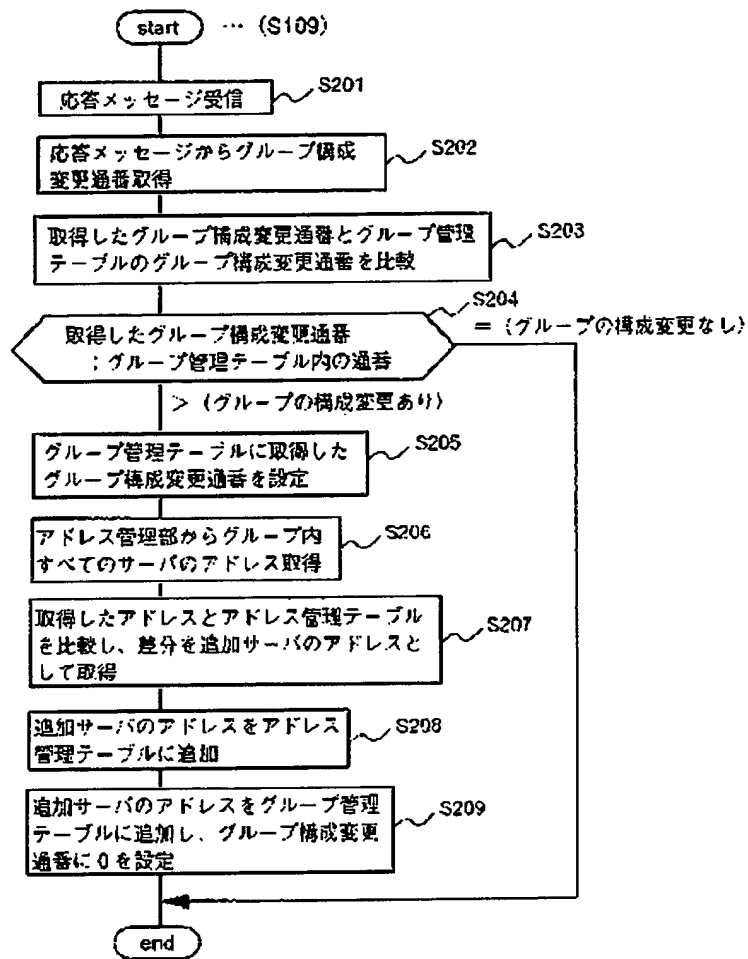 start … (S109)
応答メッセージ受信
S201
応答メッセージからグループ構成
変更通番取得
S202
取得したグループ構成変更通番とグループ管理
テーブルのグループ構成変更通番を比較
S203
取得したグループ構成変更通番
：グループ管理テーブル内の通番
S204
＝ (グループの構成変更なし)
＞ (グループの構成変更あり)
グループ管理テーブルに取得した
グループ構成変更通番を設定
S205
アドレス管理部からグループ内
すべてのサーバのアドレス取得
S206
取得したアドレスとアドレス管理テーブル
を比較し、差分を追加サーバのアドレスと
して取得
S207
追加サーバのアドレスをアドレス
管理テーブルに追加
S208
追加サーバのアドレスをグループ管理
テーブルに追加し、グループ構成変更
通番に0を設定
S209
end